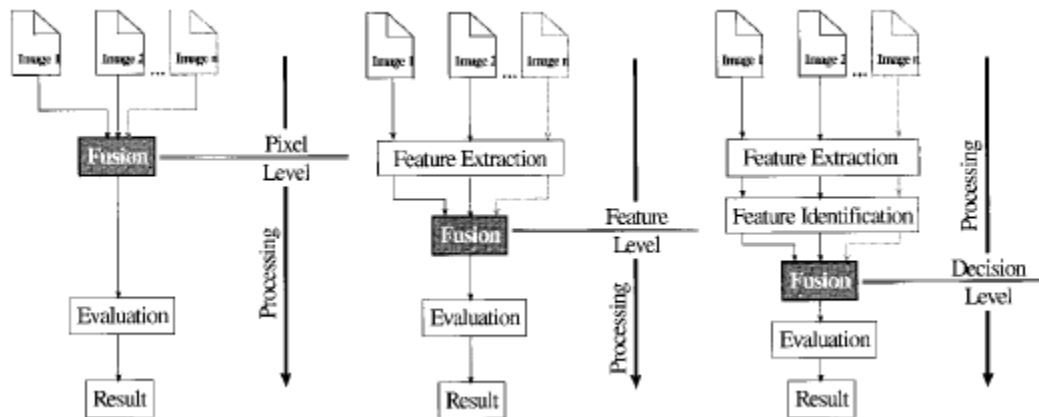 Image 1
Image 2
...
Image n
Fusion
Pixel
Level
Processing
Evaluation
Result
Image 1
Image 2
...
Image n
Feature Extraction
Fusion
Feature
Level
Processing
Evaluation
Result
Image 1
Image 2
...
Image n
Feature Extraction
Processing
Feature Identification
Fusion
Decision
Level
Evaluation
Result